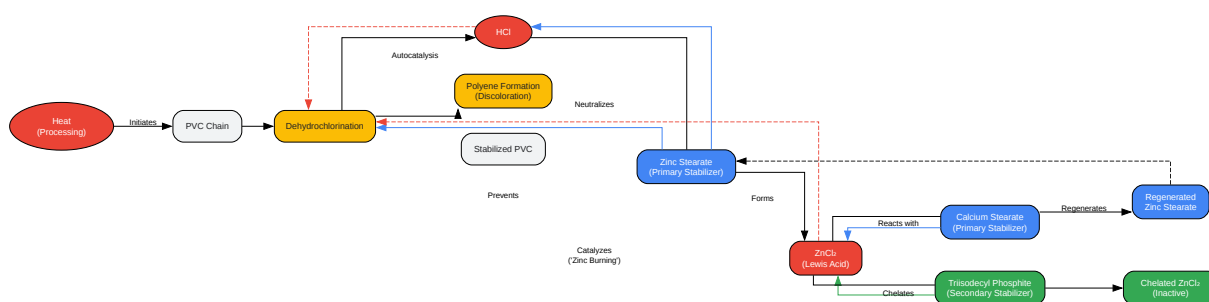 HCl
Autocatalysis
Polyene Formation
(Discoloration)
Neutralizes
Heat
(Processing)
Initiates
PVC Chain
Dehydrochlorination
Stabilized PVC
Zinc Stearate
(Primary Stabilizer)
Prevents
Forms
Regenerated
Zinc Stearate
Calcium Stearate
(Primary Stabilizer)
Regenerates
Reacts with
Catalyzes
('Zinc Burning')
ZnCl₂
(Lewis Acid)
Triisodecyl Phosphite
(Secondary Stabilizer)
Chelates
Chelated ZnCl₂
(Inactive)